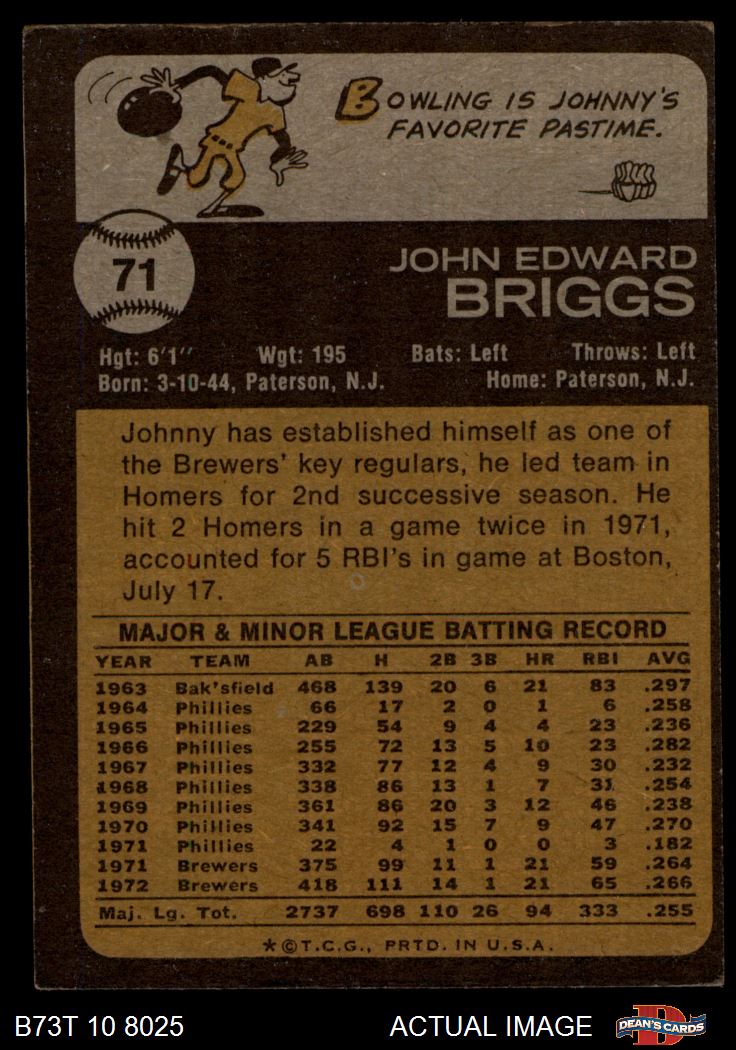 BOWLING IS JOHNNY'S
FAVORITE PASTIME.
71
JOHN EDWARD
BRIGGS
Hgt: 6'1" Wgt: 195 Bats: Left Throws: Left
Born: 3-10-44, Paterson, N.J. Home: Paterson, N.J.
Johnny has established himself as one of
the Brewers' key regulars, he led team in
Homers for 2nd successive season. He
hit 2 Homers in a game twice in 1971,
accounted for 5 RBI's in game at Boston,
July 17.
MAJOR & MINOR LEAGUE BATTING RECORD
YEAR TEAM AB H 2B 3B HR RBI AVG
1963 Bak'sfield 468 139 20 6 21 83 .297
1964 Phillies 66 17 2 0 1 6 .258
1965 Phillies 229 54 9 4 4 23 .236
1966 Phillies 255 72 13 5 10 23 .282
1967 Phillies 332 77 12 4 9 30 .232
1968 Phillies 338 86 13 1 7 31 .254
1969 Phillies 361 86 20 3 12 46 .238
1970 Phillies 341 92 15 7 9 47 .270
1971 Phillies 22 4 1 0 0 3 .182
1971 Brewers 375 99 11 1 21 59 .264
1972 Brewers 418 111 14 1 21 65 .266
Maj. Lg. Tot. 2737 698 110 26 94 333 .255
*©T.C.G., PRTD. IN U.S.A.
B73T 10 8025 ACTUAL IMAGE D DEAN'S CARDS